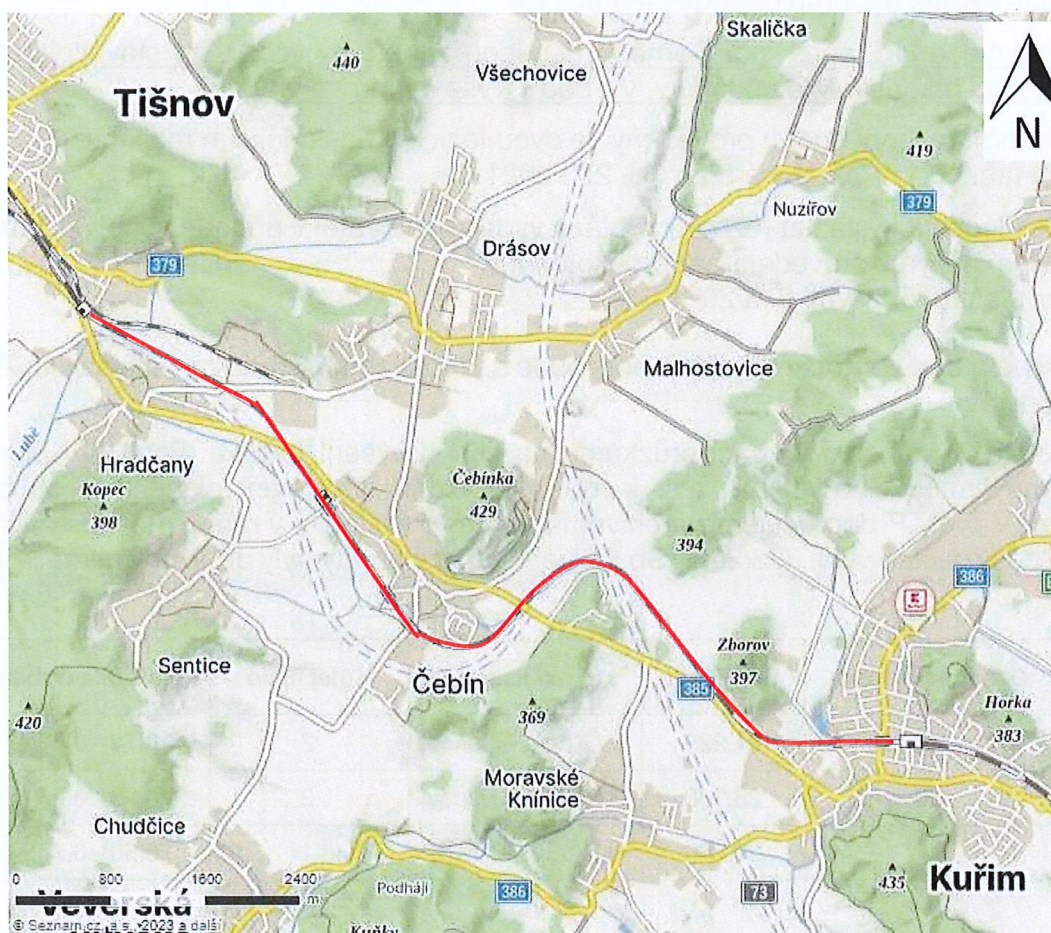 Skalička
440
Všechovice
Tišnov
N
419
379
Nuzířov
Drásov
379
Malhostovice
Lubě
Hradčany
Kopec
398
Čebínka
429
394
386
Sentice
Zborov
397
Čebín
385
420
369
Horka
383
Moravské
Knínice
Chudčice
0 800 1600 2400
m
Podhájí
386
73
435
Kuřim
Veverská
© Seznam.cz, a.s., 2023 a další
Kuňky